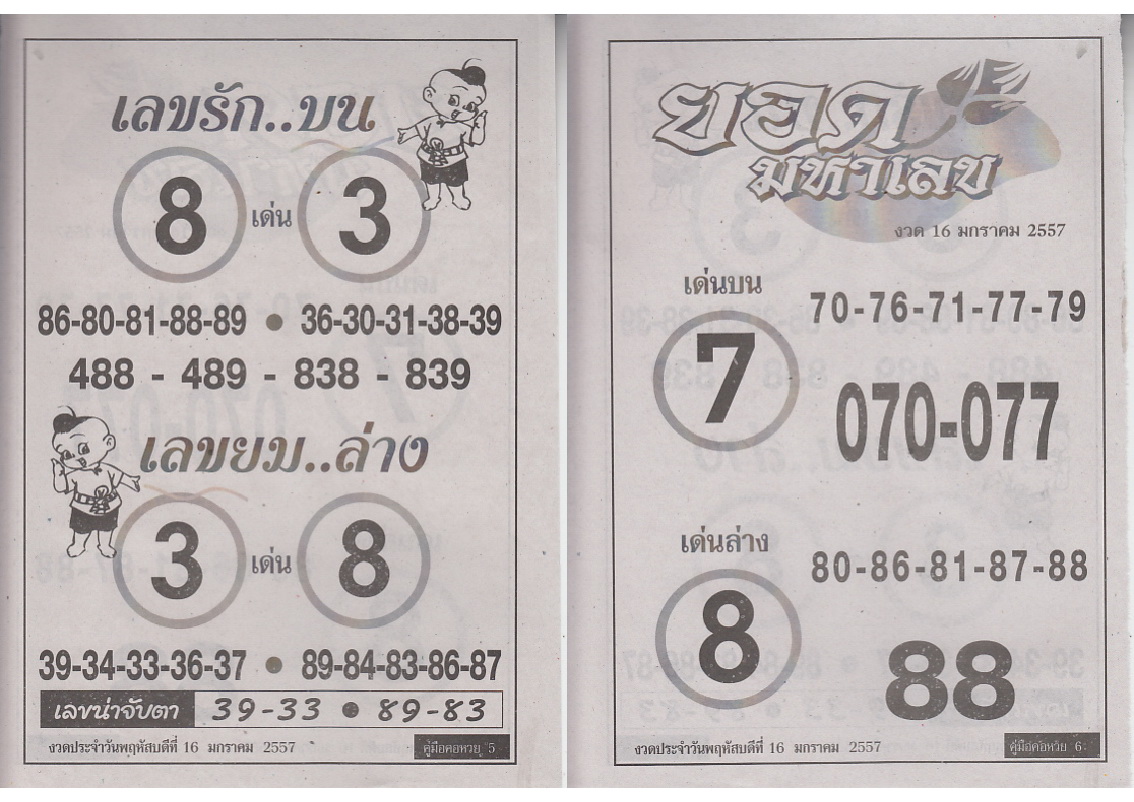 เลขรัก..บน
8 เด่น 3
86-80-81-88-89 ● 36-30-31-38-39
488 - 489 - 838 - 839
เลขยม..ล่าง
3 เด่น 8
39-34-33-36-37 ● 89-84-83-86-87
เลขน่าจับตา 39-33 ● 89-83
งวดประจำวันพฤหัสบดีที่ 16 มกราคม 2557
คู่มือคอหวย 5
ยอด
มหาเลข
งวด 16 มกราคม 2557
เด่นบน
70-76-71-77-79
7
070-077
เด่นล่าง
80-86-81-87-88
8
88
งวดประจำวันพฤหัสบดีที่ 16 มกราคม 2557
คู่มือคอหวย 6